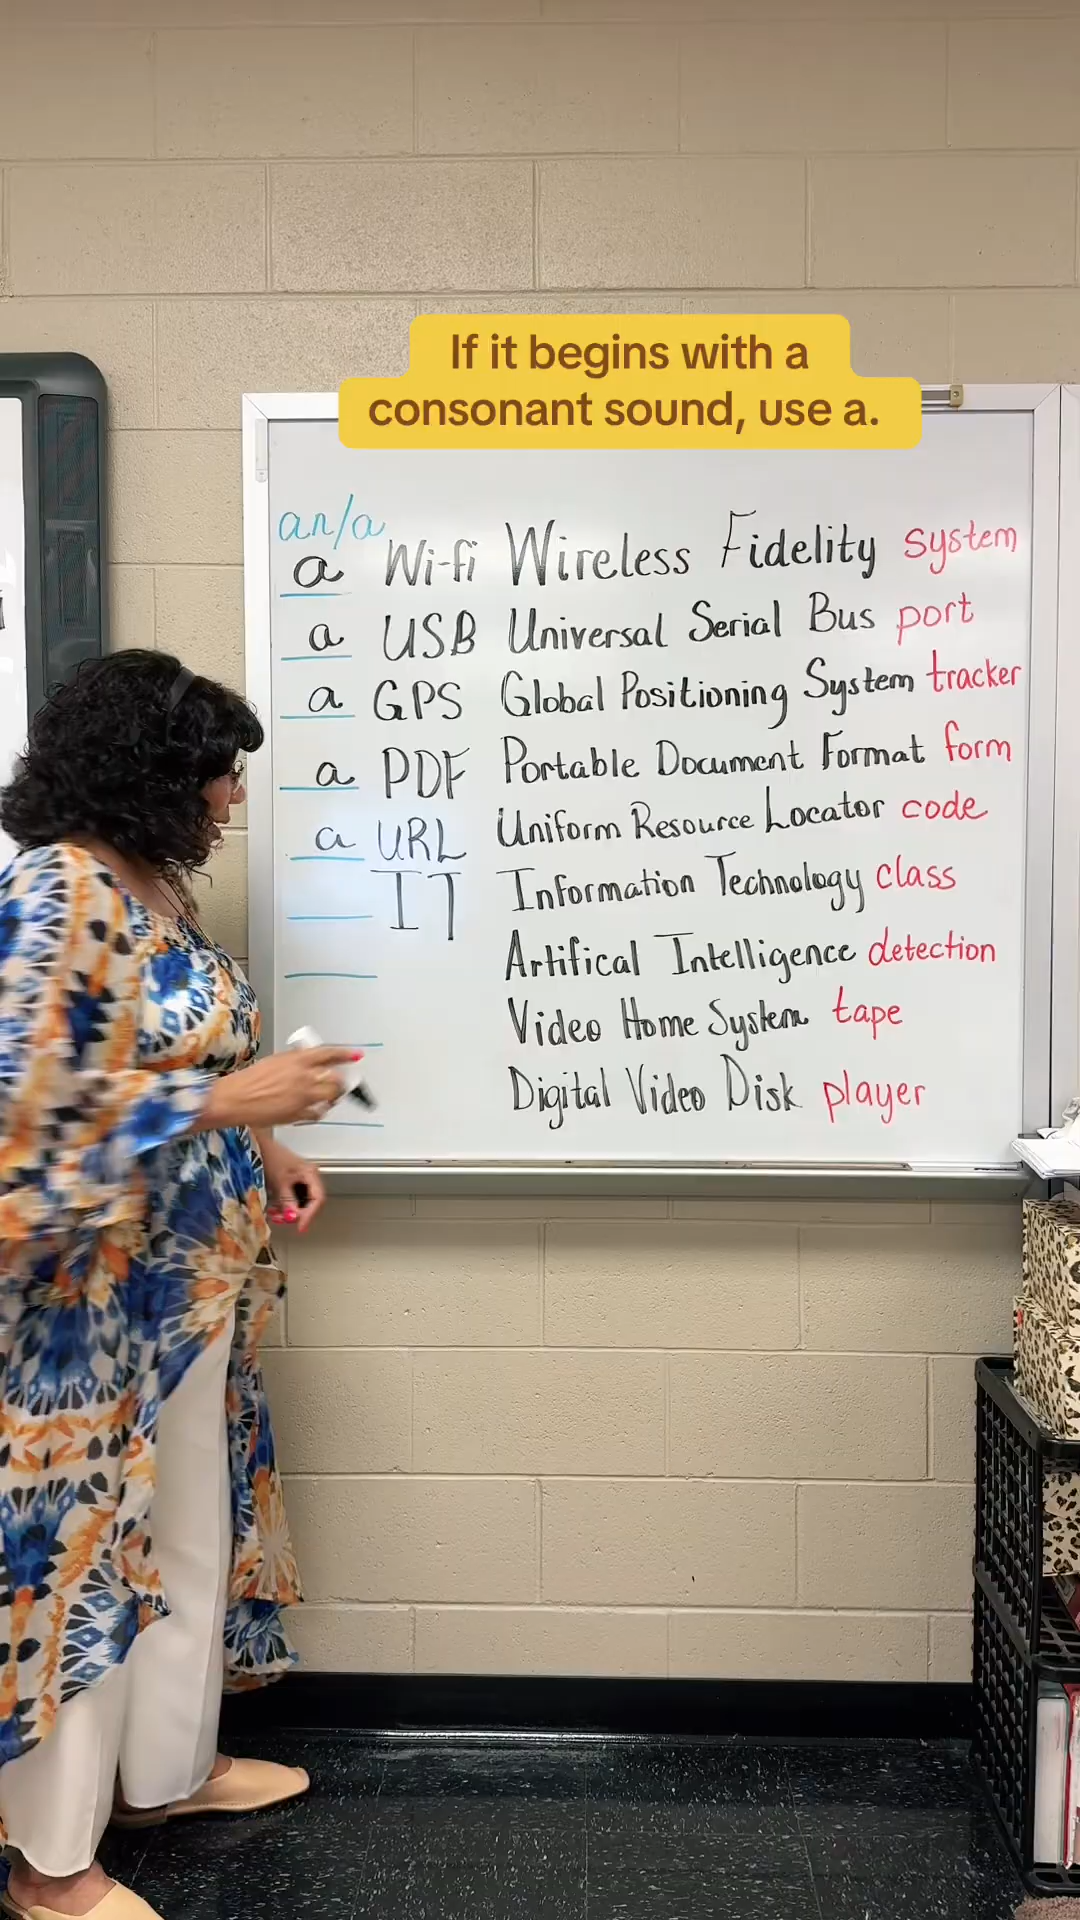 If it begins with a
consonant sound, use a.
an/a
a Wi-fi Wireless Fidelity system
a USB Universal Serial Bus port
a GPS Global Positioning System tracker
a PDF Portable Document Format form
a URL Uniform Resource Locator code
IT Information Technology class
Artifical Intelligence detection
Video Home System tape
Digital Video Disk player